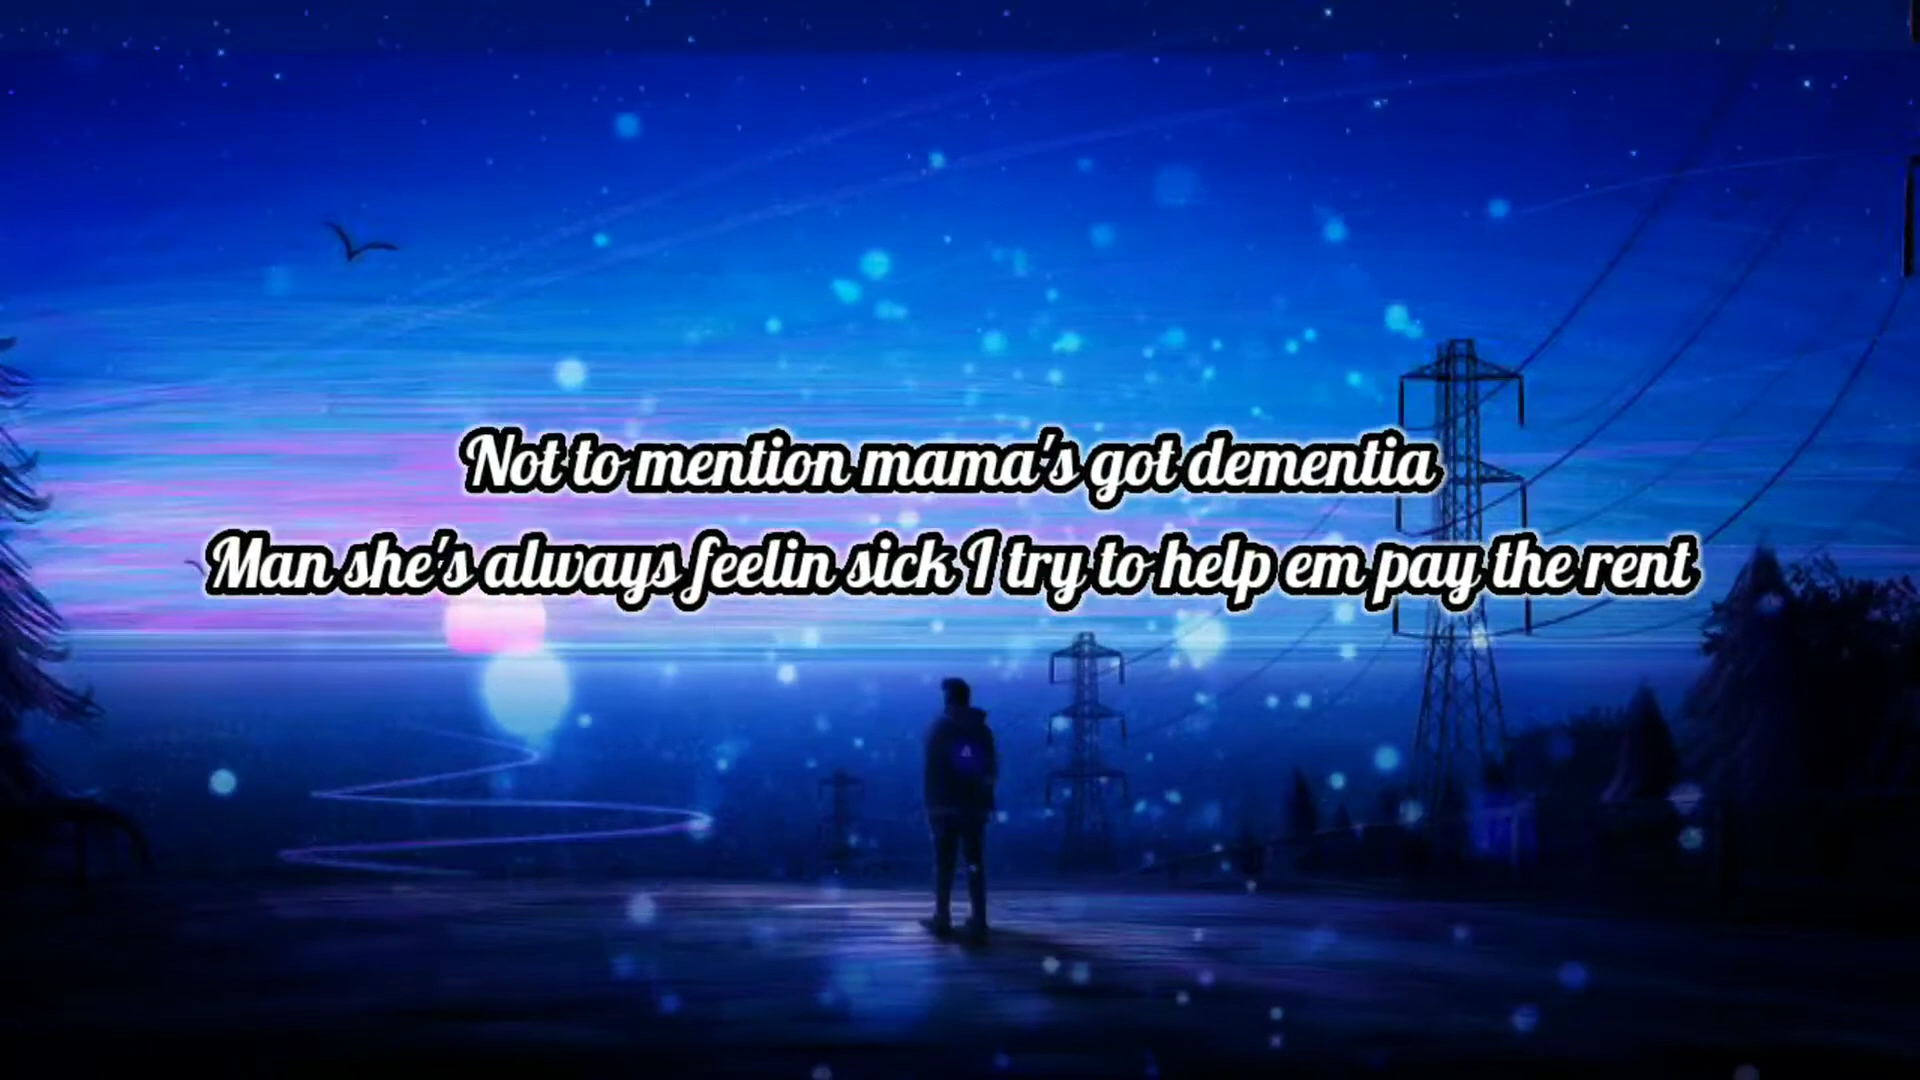 Not to mention mama's got dementia
Man she's always feelin sick I try to help em pay the rent